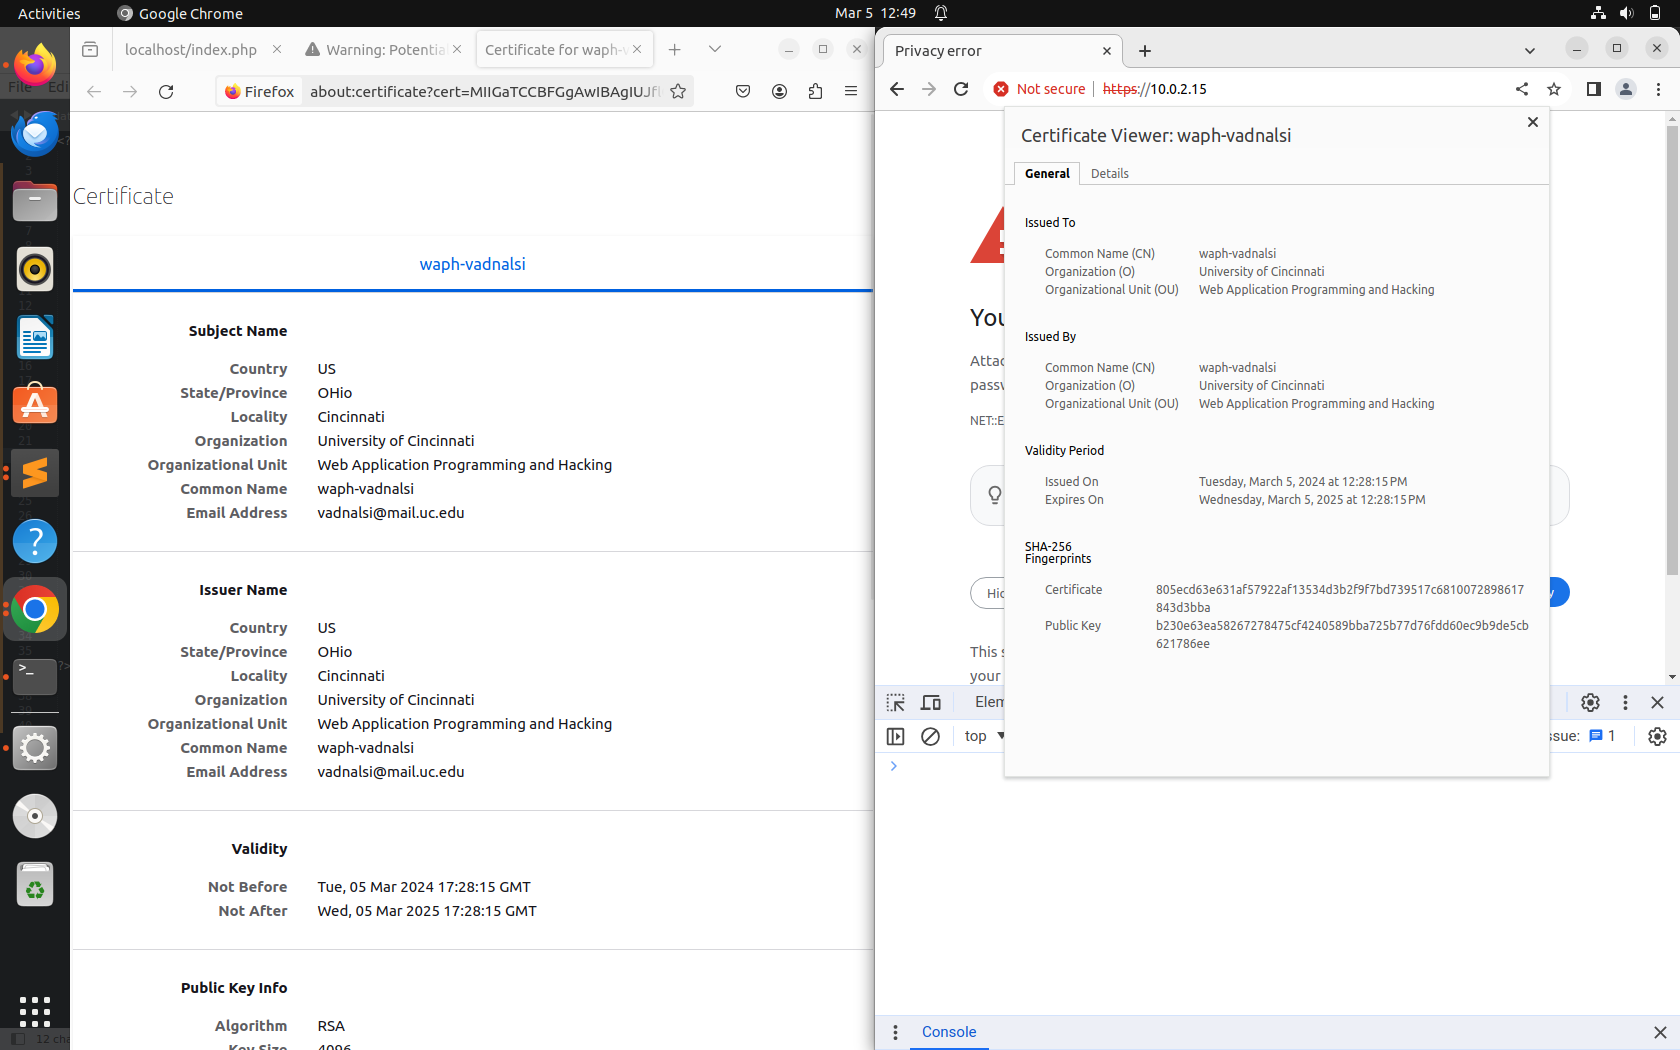 Activities
Google Chrome
Mar 5 12:49
File Edi
localhost/index.php
Warning: Potentia
Certificate for waph-v
Firefox
about:certificate?cert=MIIGaTCCBFGgAwIBAgIUJf
Certificate
waph-vadnalsi
Subject Name
Country US
State/Province OHio
Locality Cincinnati
Organization University of Cincinnati
Organizational Unit Web Application Programming and Hacking
Common Name waph-vadnalsi
Email Address vadnalsi@mail.uc.edu
Issuer Name
Country US
State/Province OHio
Locality Cincinnati
Organization University of Cincinnati
Organizational Unit Web Application Programming and Hacking
Common Name waph-vadnalsi
Email Address vadnalsi@mail.uc.edu
Validity
Not Before Tue, 05 Mar 2024 17:28:15 GMT
Not After Wed, 05 Mar 2025 17:28:15 GMT
Public Key Info
Algorithm RSA
Key Size 4096
12 cha
Privacy error
Not secure https://10.0.2.15
Certificate Viewer: waph-vadnalsi
General Details
Issued To
Common Name (CN) waph-vadnalsi
Organization (O) University of Cincinnati
Organizational Unit (OU) Web Application Programming and Hacking
Issued By
Common Name (CN) waph-vadnalsi
Organization (O) University of Cincinnati
Organizational Unit (OU) Web Application Programming and Hacking
Validity Period
Issued On Tuesday, March 5, 2024 at 12:28:15 PM
Expires On Wednesday, March 5, 2025 at 12:28:15 PM
SHA-256
Fingerprints
Certificate 805ecd63e631af57922af13534d3b2f9f7bd739517c6810072898617
843d3bba
Public Key b230e63ea58267278475cf4240589bba725b77d76fdd60ec9b9de5cb
621786ee
You
Attac
passw
NET::E
Hid
y
This s
your
Elem
top
ssue: 1
Console